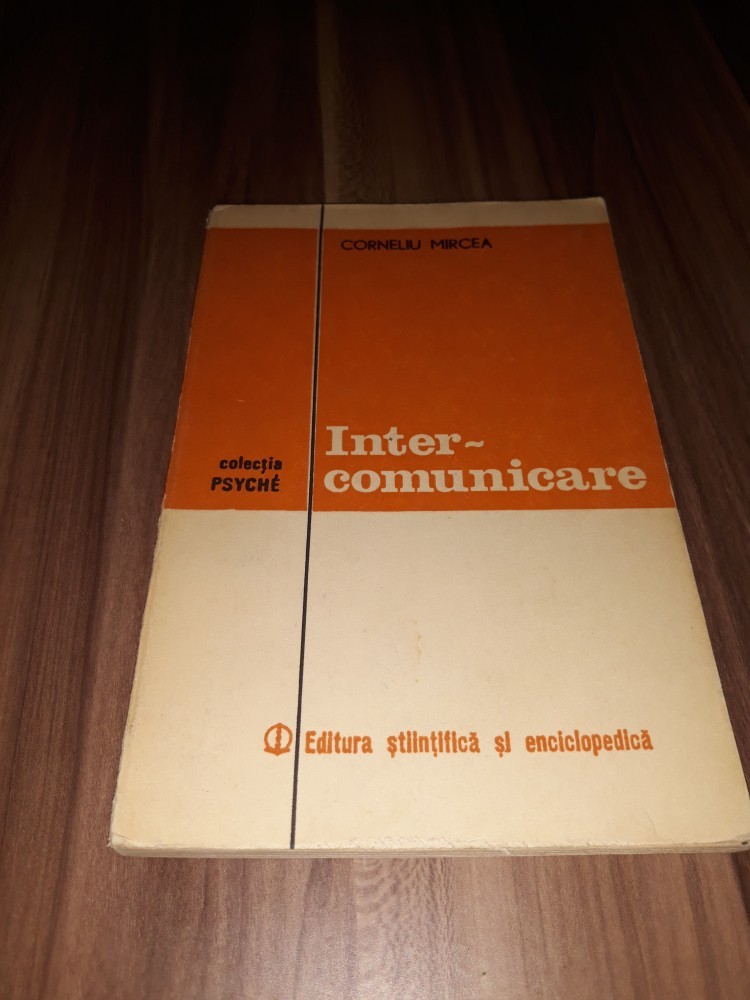 CORNELIU MIRCEA
Inter~
comunicare
colecția
PSYCHÉ
Editura științifică și enciclopedică